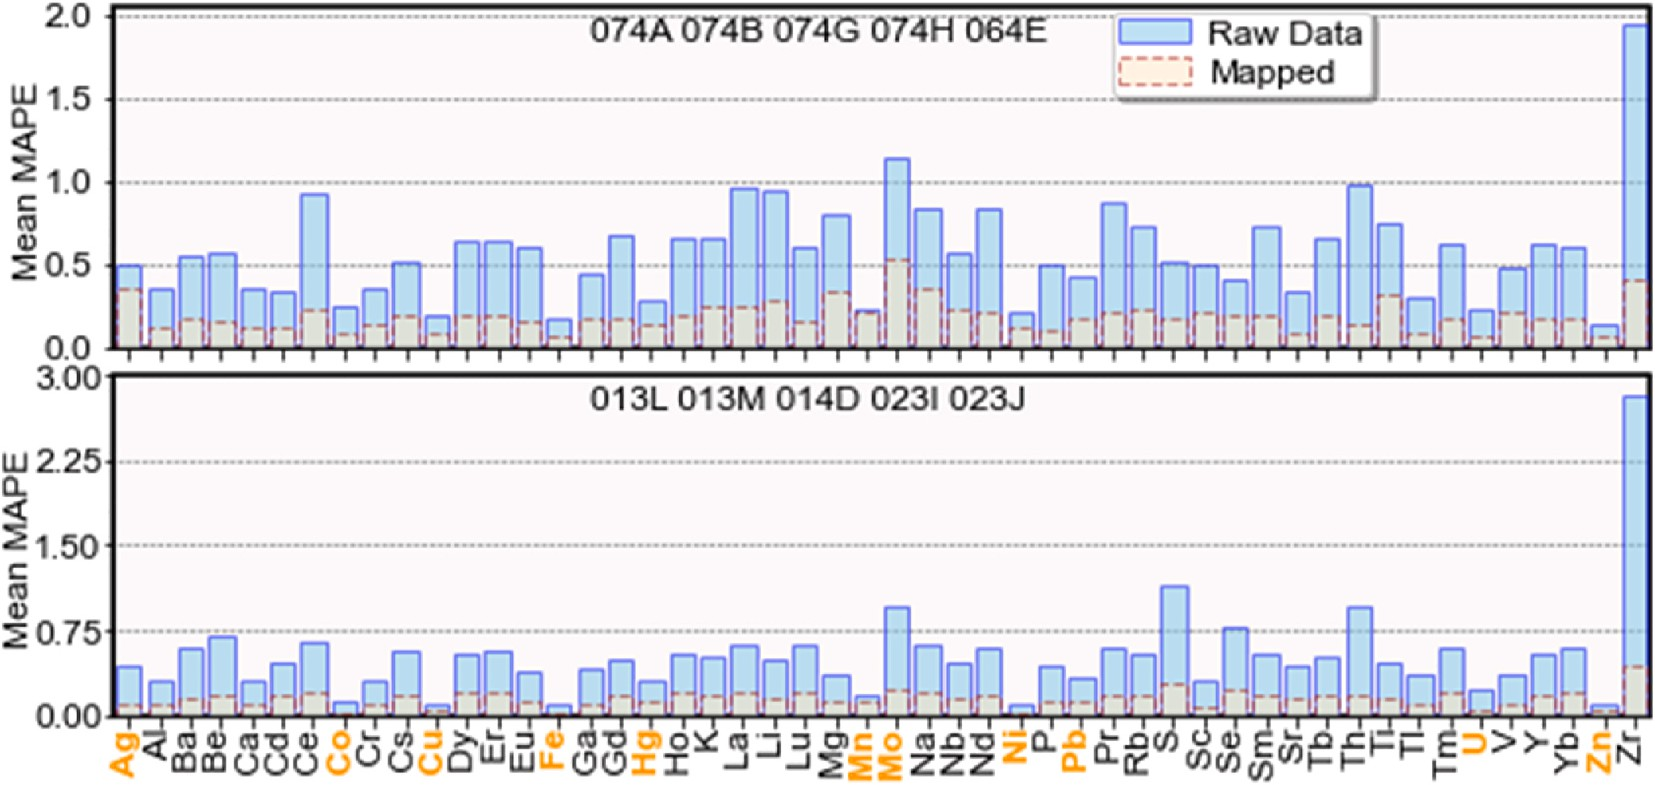 2.0
1.5
1.0
0.5
0.0
Mean MAPE
074A 074B 074G 074H 064E
Raw Data
Mapped
3.00
2.25
1.50
0.75
0.00
Mean MAPE
013L 013M 014D 023I 023J
Ag Al Ba Be Ca Cd Ce Co Cr Cs Cu Dy Er Eu Fe Ga Gd Hg Ho K La Li Lu Mg Mn Mo Na Nb Nd Ni P Pb Pr Rb S Sc Se Sm Sr Tb Th Ti Tl Tm U V Y Yb Zn Zr